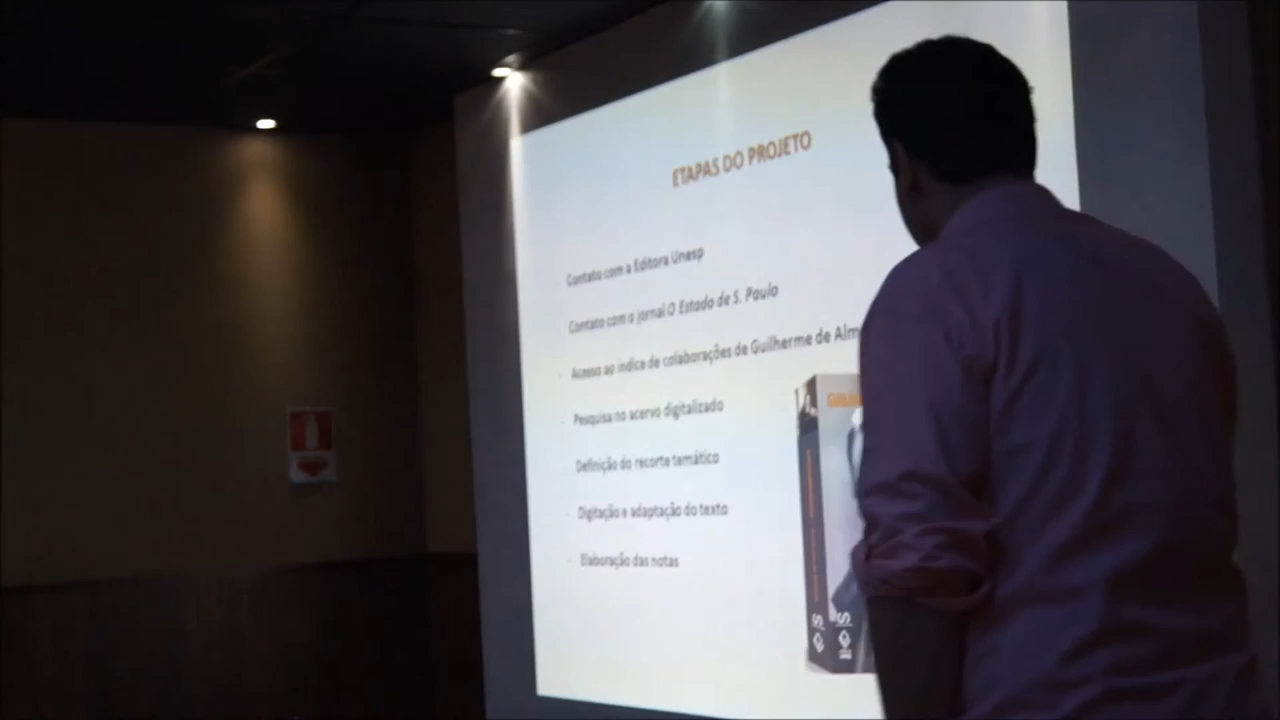 ETAPAS DO PROJETO
Contato com a Editora Unesp
Contato com o jornal O Estado de S. Paulo
- Acesso ao índice de colaborações de Guilherme de Alm
- Pesquisa no acervo digitalizado
- Definição do recorte temático
- Digitação e adaptação do texto
- Elaboração das notas